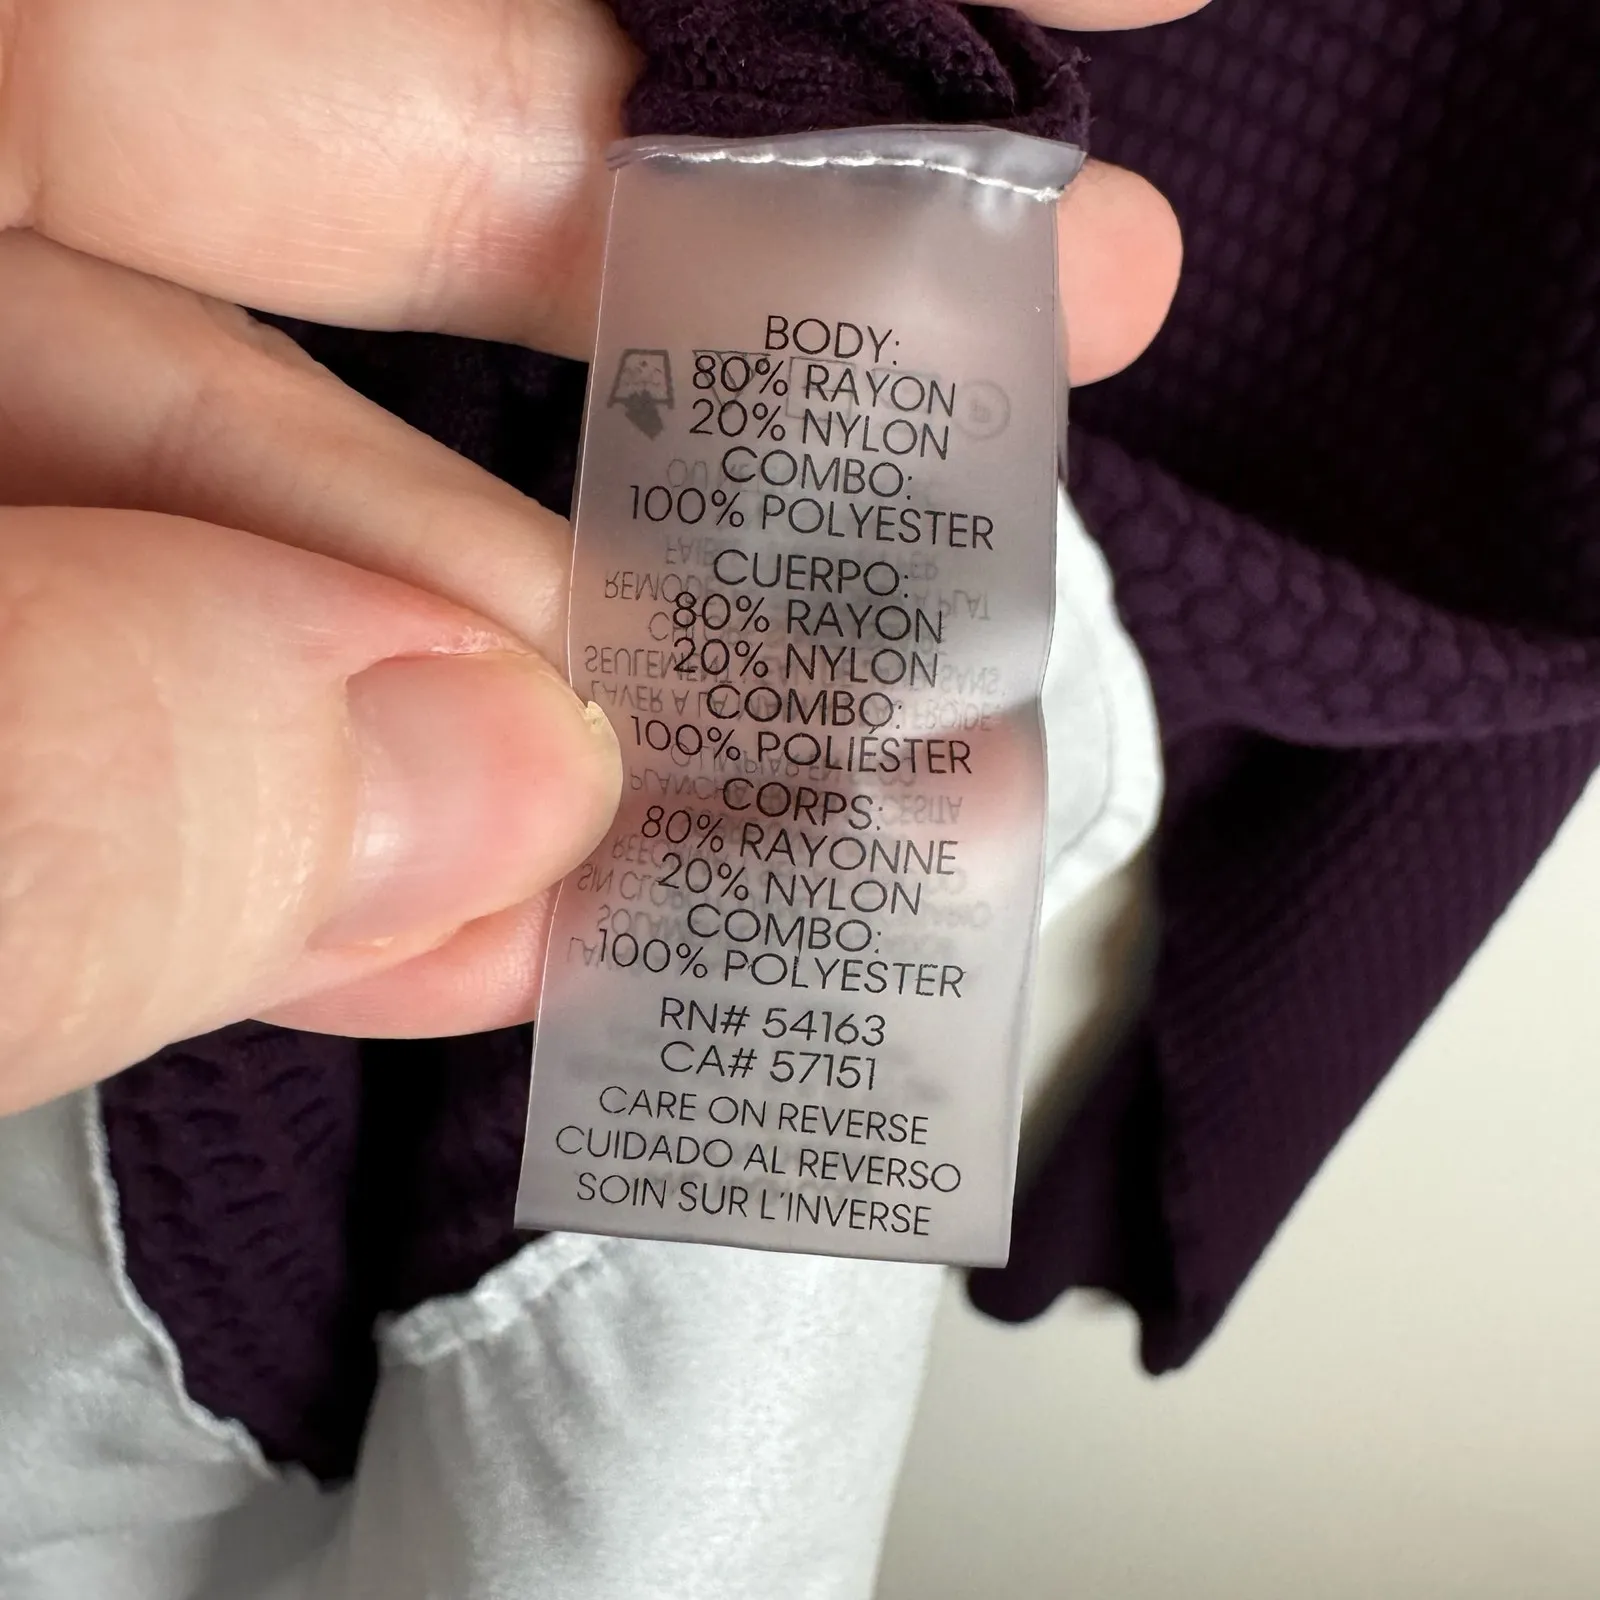 BODY:
80% RAYON
20% NYLON
COMBO:
100% POLYESTER
CUERPO:
80% RAYON
20% NYLON
COMBO:
100% POLIÉSTER
CORPS:
80% RAYONNE
20% NYLON
COMBO:
100% POLYESTER
RN# 54163
CA# 57151
CARE ON REVERSE
CUIDADO AL REVERSO
SOIN SUR L'INVERSE